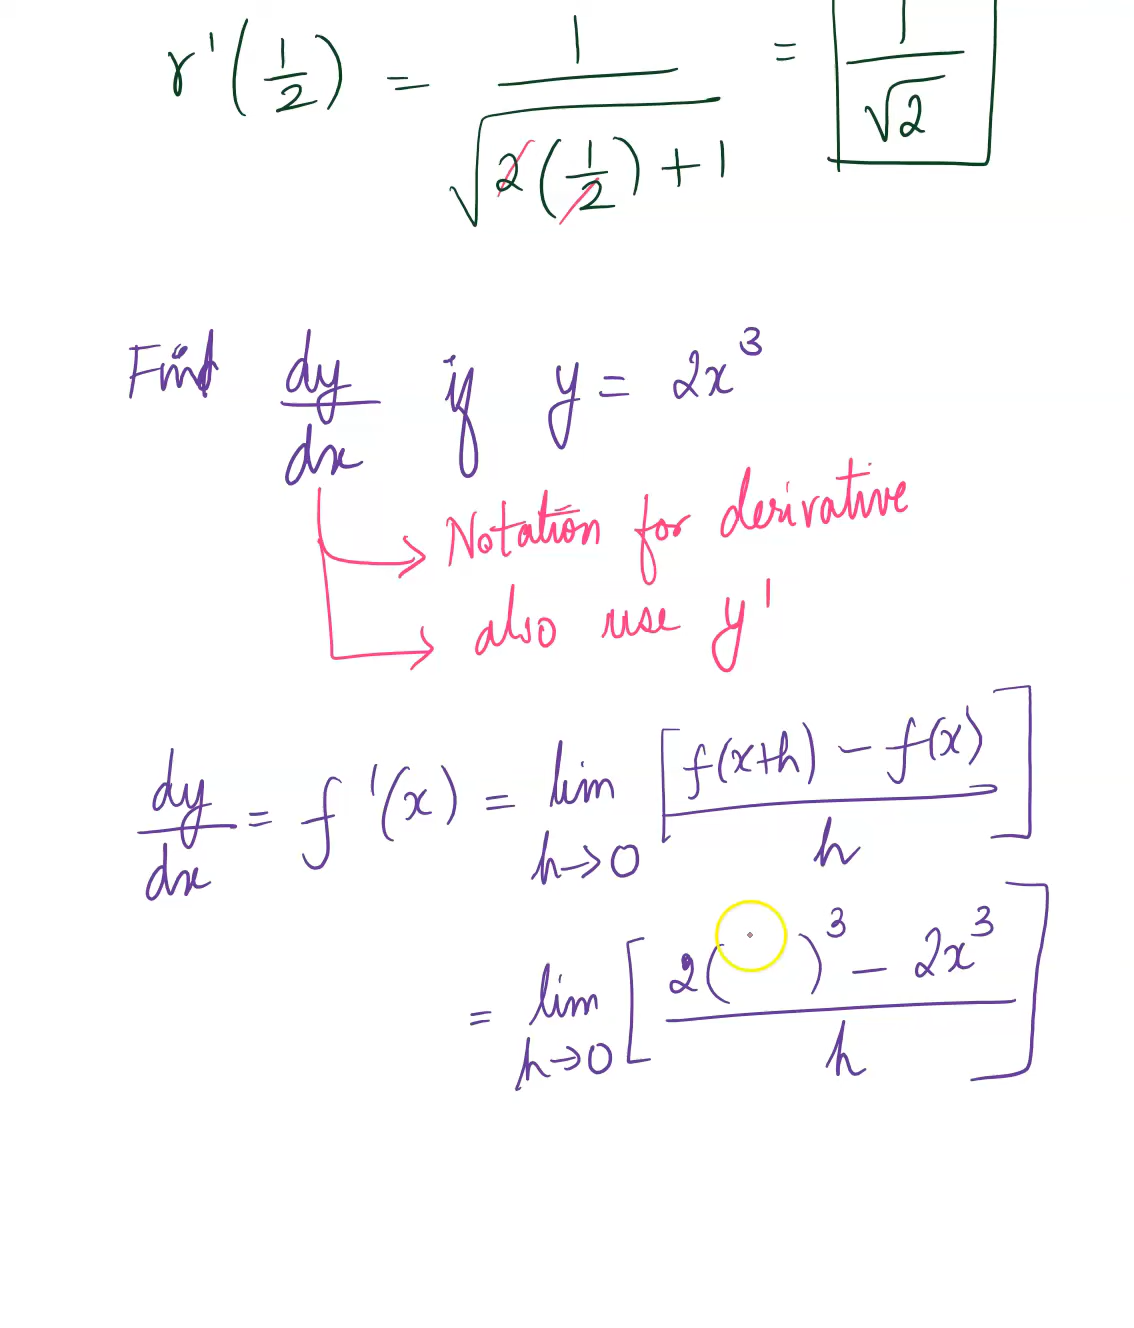 r'(1/2) = 1/√(2(1/2) + 1) = 1/√2
Find dy/dx if y = 2x³
Notation for derivative
also use y'
dy/dx = f'(x) = lim h→0 [f(x+h) − f(x) / h]
= lim h→0 [2( )³ − 2x³ / h]